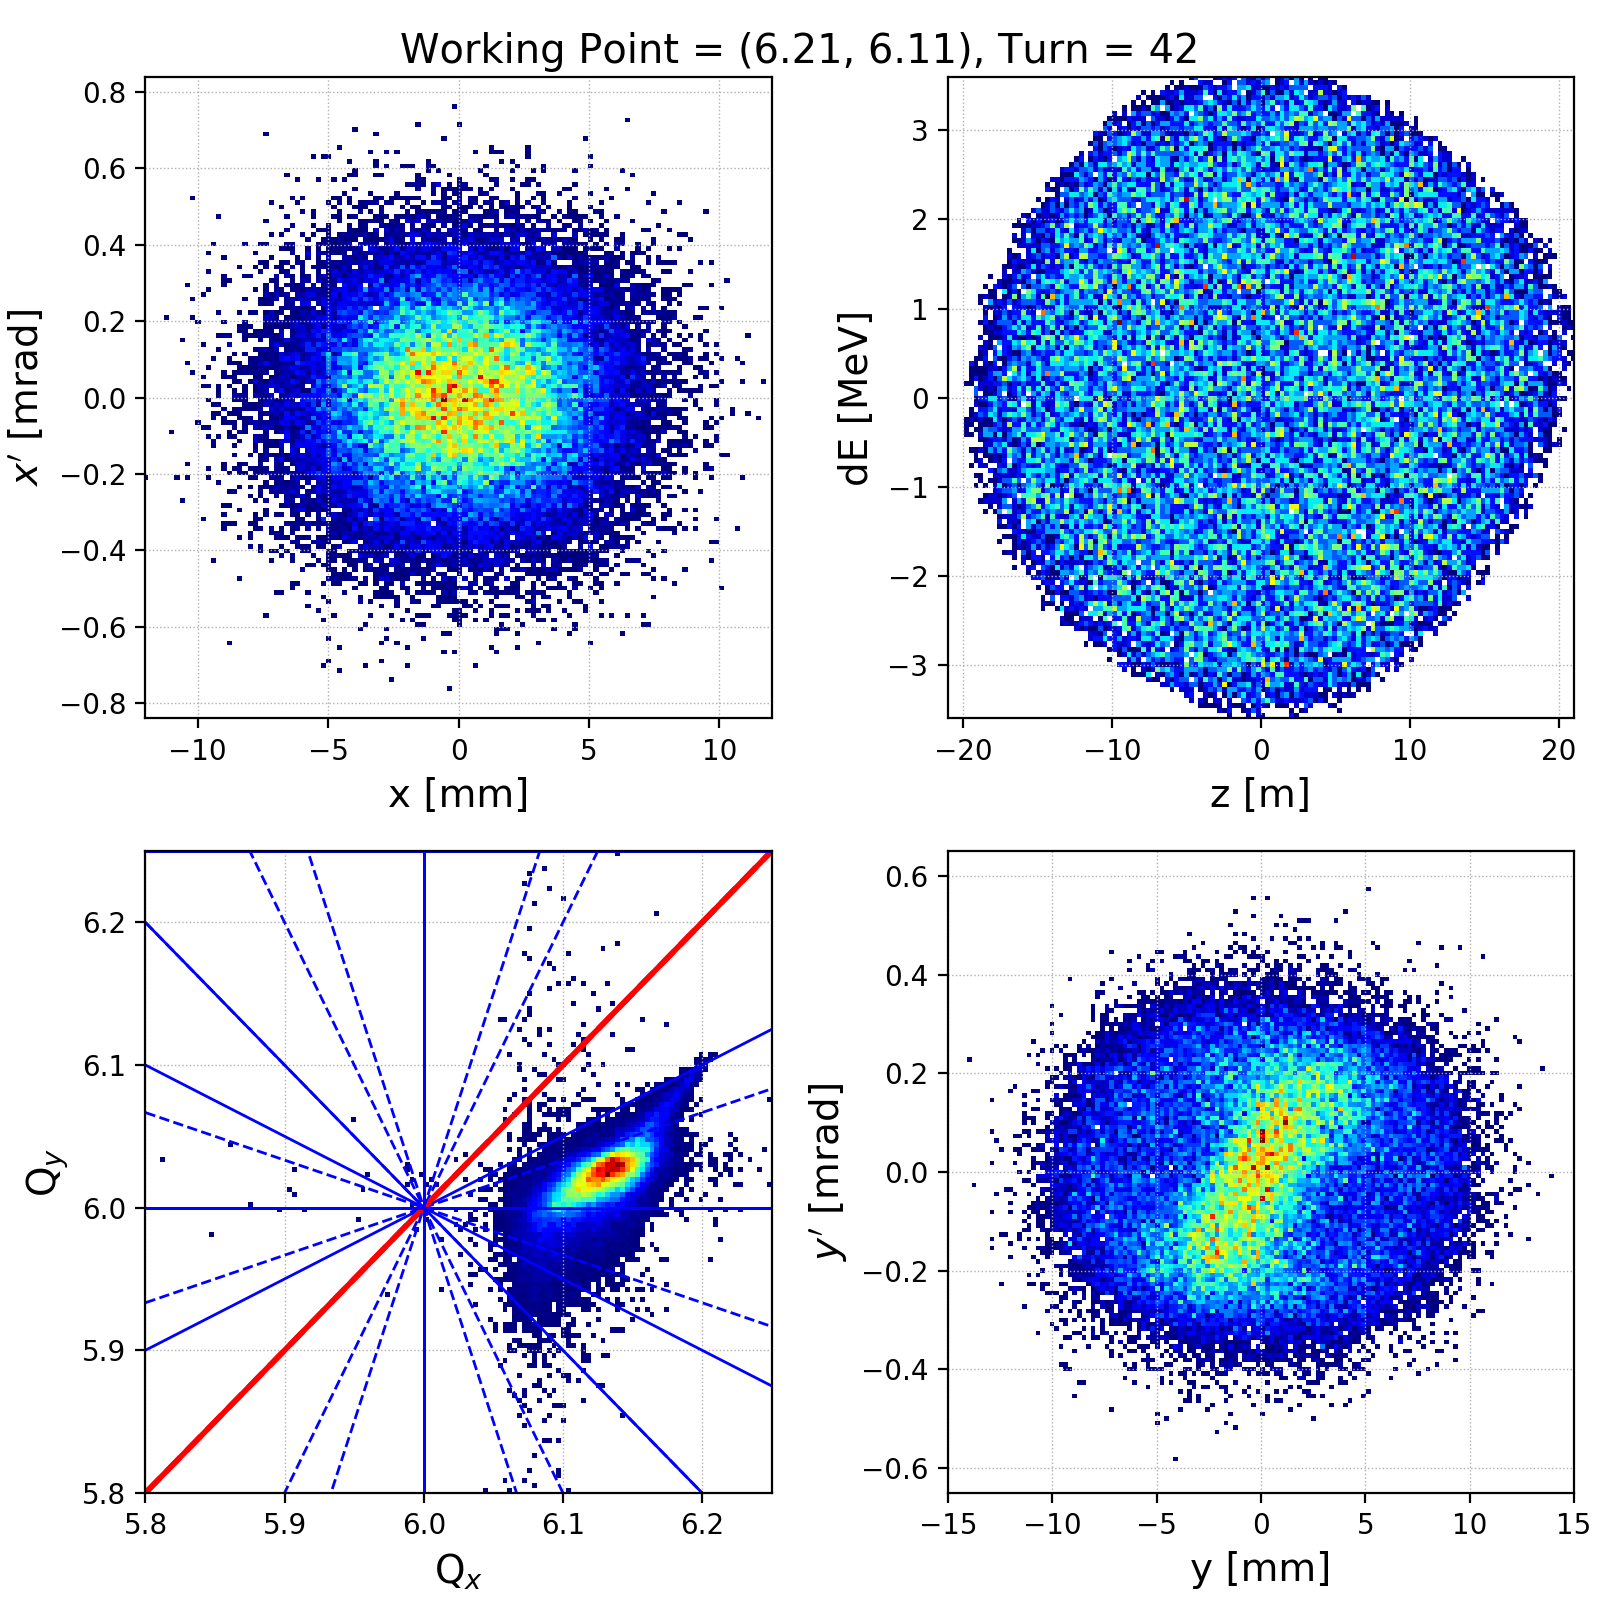 Working Point = (6.21, 6.11), Turn = 42
0.8
0.6
0.4
0.2
0.0
−0.2
−0.4
−0.6
−0.8
x′ [mrad]
−10 −5 0 5 10
x [mm]
3
2
1
0
−1
−2
−3
dE [MeV]
−20 −10 0 10 20
z [m]
6.2
6.1
6.0
5.9
5.8
Qy
5.8 5.9 6.0 6.1 6.2
Qx
0.6
0.4
0.2
0.0
−0.2
−0.4
−0.6
y′ [mrad]
−15 −10 −5 0 5 10 15
y [mm]